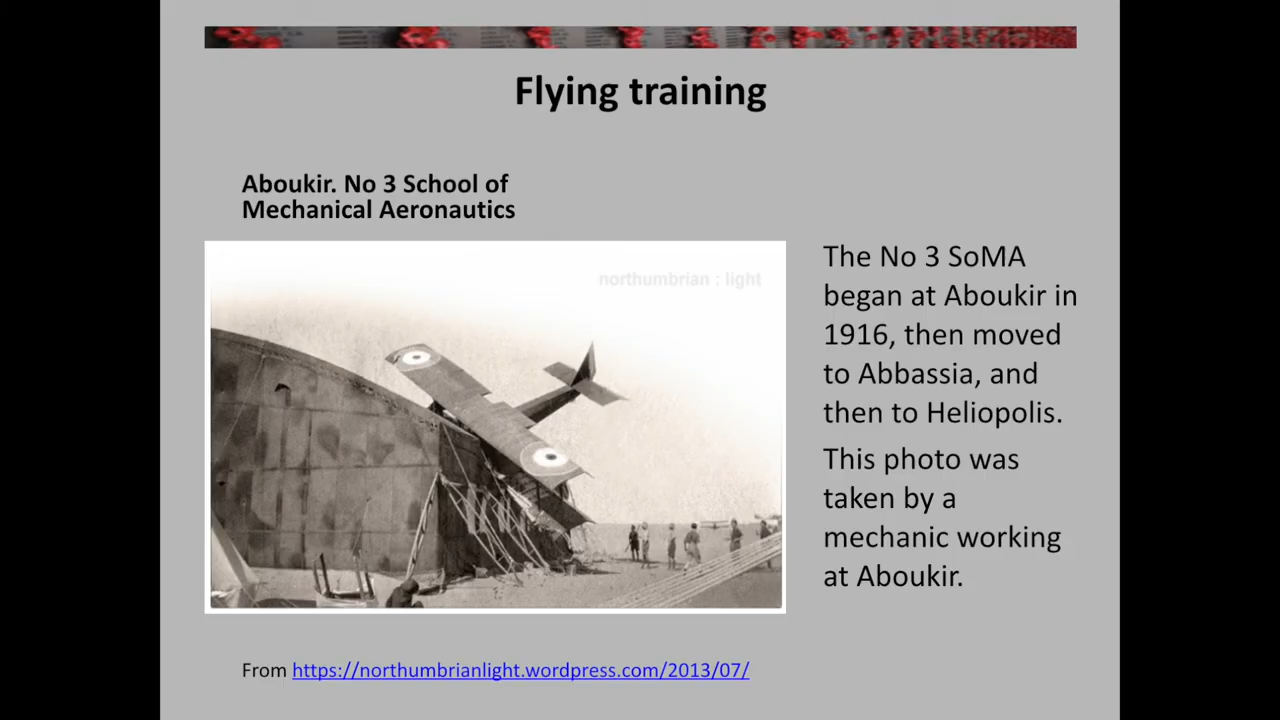 Flying training
Aboukir. No 3 School of
Mechanical Aeronautics
northumbrian : light
The No 3 SoMA
began at Aboukir in
1916, then moved
to Abbassia, and
then to Heliopolis.
This photo was
taken by a
mechanic working
at Aboukir.
From https://northumbrianlight.wordpress.com/2013/07/